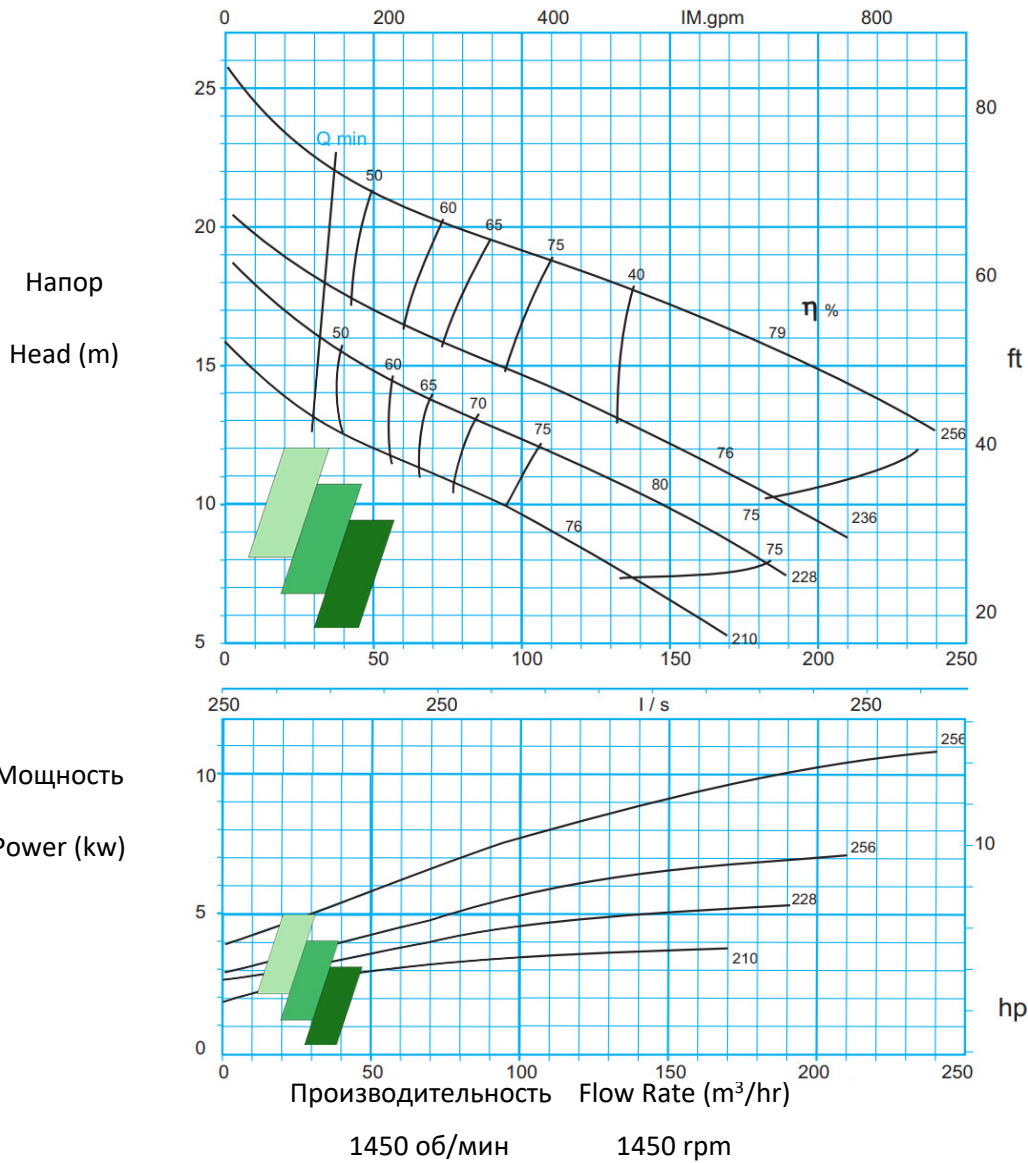 0 200 400 IM.gpm 800
25
80
Q min
50
60
20
65
75
60
40
Напор
η %
Head (m)
50
79
15
ft
60
65
70
256
40
75
76
80
10
75
236
76
75
228
20
210
5
0 50 100 150 200 250
250 250 l / s 250
256
Мощность
10
Power (kw)
10
256
5
228
210
hp
0
0 50 100 150 200 250
Производительность Flow Rate (m³/hr)
1450 об/мин 1450 rpm